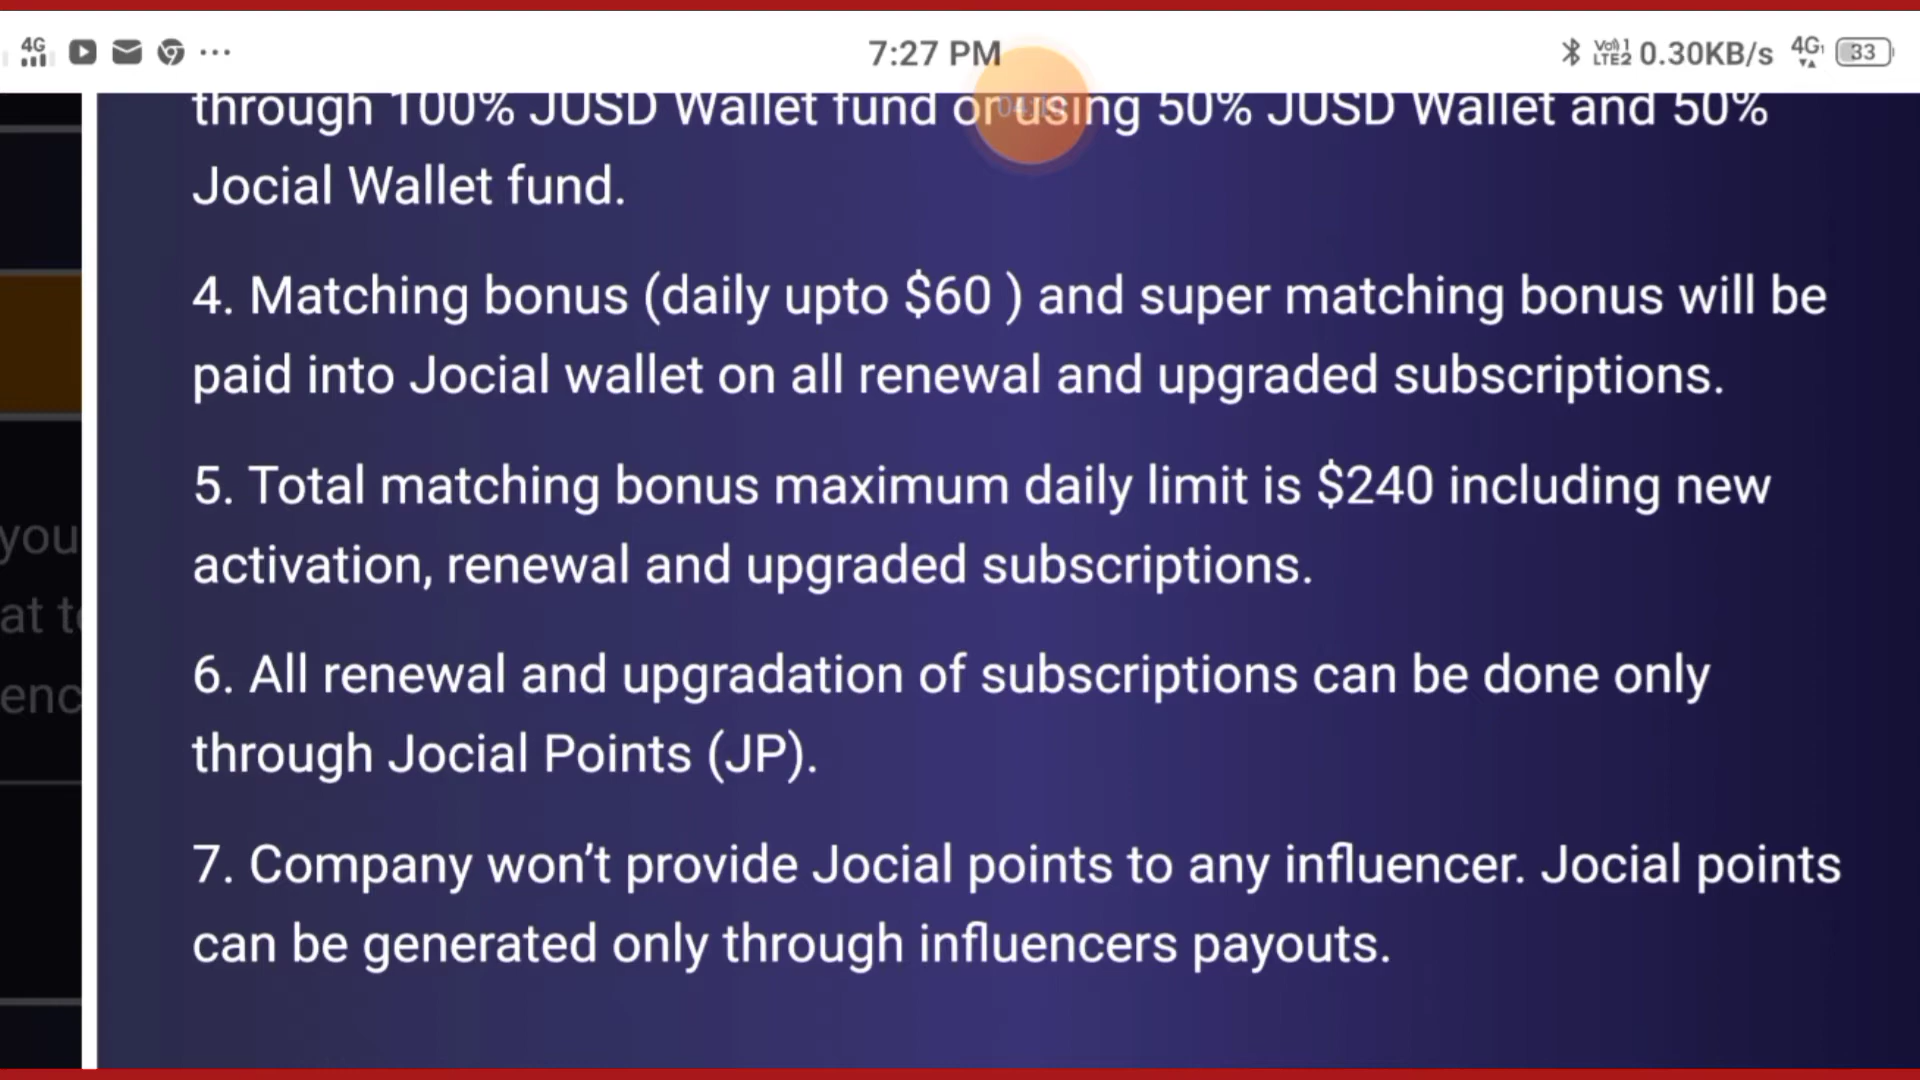 4G ... 7:27 PM Vo)) 1 LTE2 0.30KB/s 4G 33
through 100% JUSD Wallet fund or using 50% JUSD Wallet and 50%
Jocial Wallet fund.
4. Matching bonus (daily upto $60 ) and super matching bonus will be
paid into Jocial wallet on all renewal and upgraded subscriptions.
5. Total matching bonus maximum daily limit is $240 including new
activation, renewal and upgraded subscriptions.
you
at
enc
6. All renewal and upgradation of subscriptions can be done only
through Jocial Points (JP).
7. Company won’t provide Jocial points to any influencer. Jocial points
can be generated only through influencers payouts.